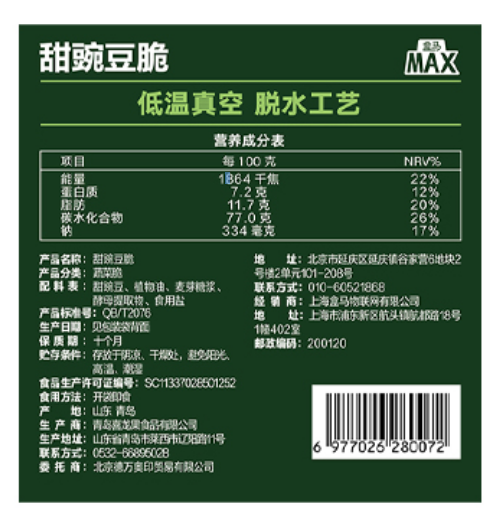 甜豌豆脆
盒马
MAX
低温真空 脱水工艺
营养成分表
项目 每 100 克 NRV%
能量 1864 千焦 22%
蛋白质 7.2 克 12%
脂肪 11.7 克 20%
碳水化合物 77.0 克 26%
钠 334 毫克 17%
产品名称：甜豌豆脆
产品分类：蔬菜脆
配料表：甜豌豆、植物油、麦芽糖浆、
酵母提取物、食用盐
产品标准号：QB/T2076
生产日期：见包装袋背面
保质期：十个月
贮存条件：存放于阴凉、干燥处，避免阳光、
高温、潮湿
食品生产许可证编号：SC11337028501252
食用方法：开袋即食
产 地：山东 青岛
生产商：青岛喜龙果食品有限公司
生产地址：山东省青岛市莱西市辽阳路11号
联系方式：0532-66895028
委托商：北京德万奥印贸易有限公司
地 址：北京市延庆区延庆镇谷家营6地块2
号楼2单元101-208号
联系方式：010-60521868
经销商：上海盒马物联网有限公司
地 址：上海市浦东新区航头镇航都路18号
1幢402室
邮政编码：200120
6 977026 280072